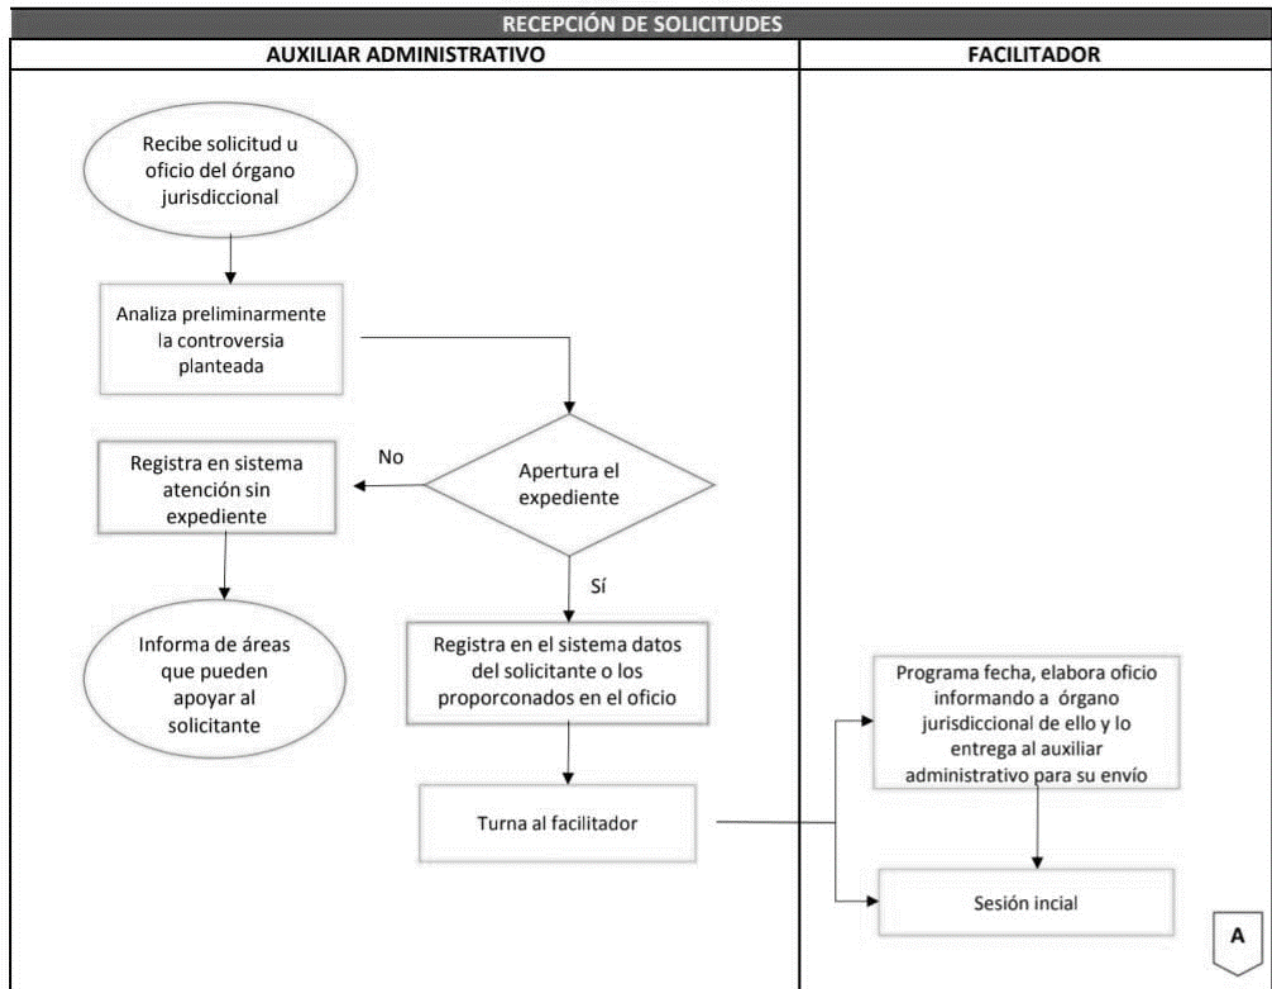 RECEPCIÓN DE SOLICITUDES
AUXILIAR ADMINISTRATIVO
FACILITADOR
Recibe solicitud u
oficio del órgano
jurisdiccional
Analiza preliminarmente
la controversia
planteada
Apertura el
expediente
No
Registra en sistema
atención sin
expediente
Informa de áreas
que pueden
apoyar al
solicitante
Sí
Registra en el sistema datos
del solicitante o los
proporconados en el oficio
Turna al facilitador
Programa fecha, elabora oficio
informando a órgano
jurisdiccional de ello y lo
entrega al auxiliar
administrativo para su envío
Sesión incial
A